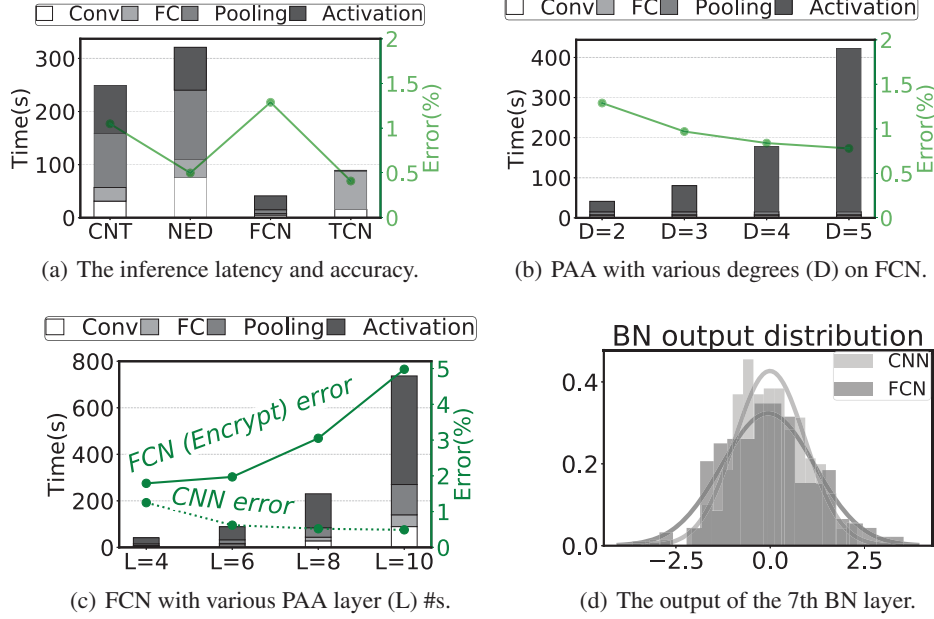 Conv FC Pooling Activation
Time(s)
300
200
100
0
CNT NED FCN TCN
2
1.5
1
0.5
0
Error(%)
(a) The inference latency and accuracy.
Conv FC Pooling Activation
Time(s)
400
300
200
100
0
D=2 D=3 D=4 D=5
2
1.5
1
0.5
0
Error(%)
(b) PAA with various degrees (D) on FCN.
Conv FC Pooling Activation
Time(s)
800
600
400
200
0
FCN (Encrypt) error
CNN error
L=4 L=6 L=8 L=10
5
4
3
2
1
0
Error(%)
(c) FCN with various PAA layer (L) #s.
BN output distribution
CNN
FCN
0.4
0.2
0.0
−2.5 0.0 2.5
(d) The output of the 7th BN layer.